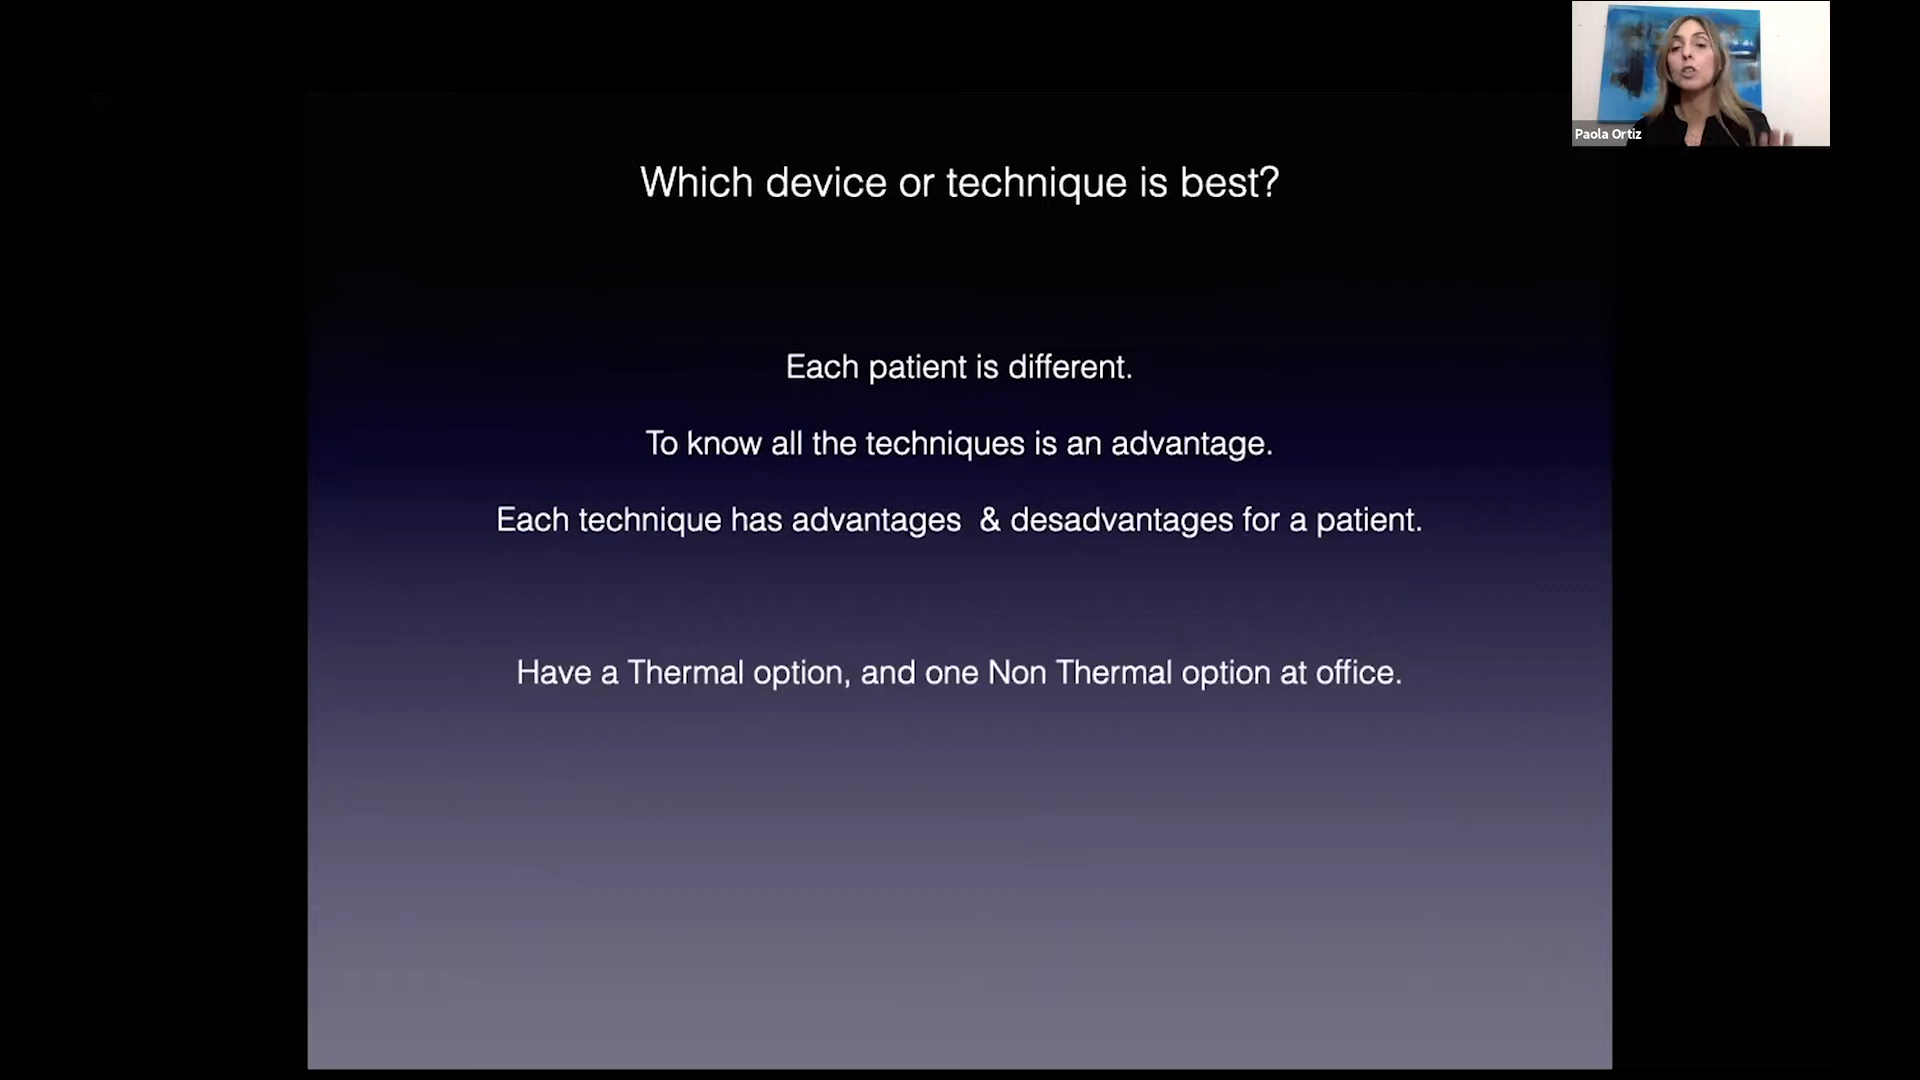 Paola Ortiz
Which device or technique is best?
Each patient is different.
To know all the techniques is an advantage.
Each technique has advantages & desadvantages for a patient.
Have a Thermal option, and one Non Thermal option at office.